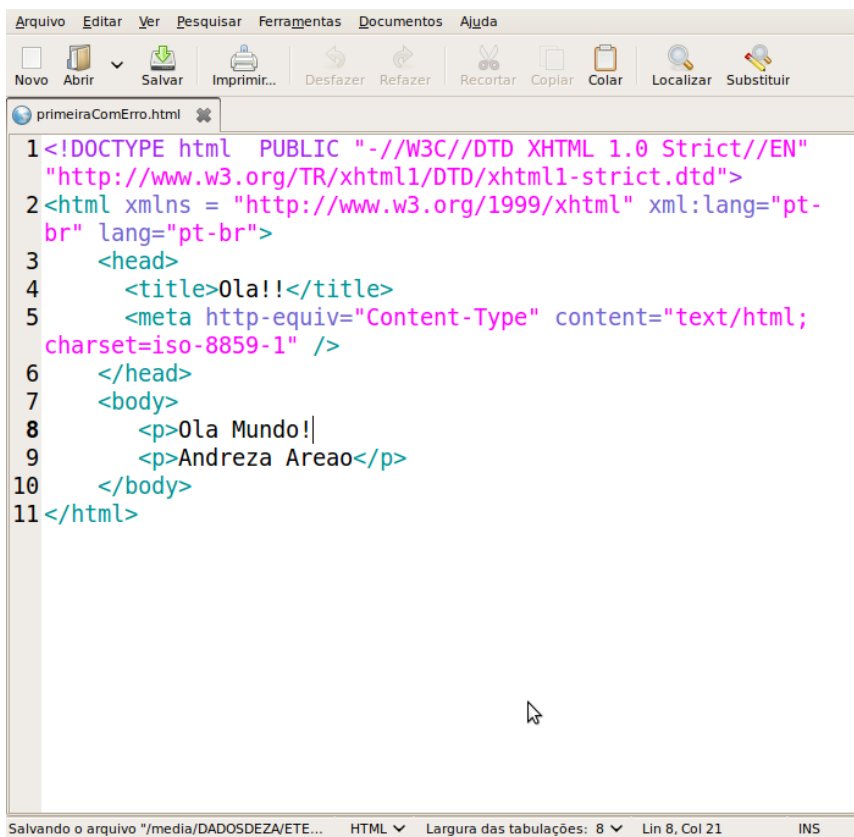 Arquivo Editar Ver Pesquisar Ferramentas Documentos Ajuda
Novo Abrir Salvar Imprimir... Desfazer Refazer Recortar Copiar Colar Localizar Substituir
primeiraComErro.html
1 <!DOCTYPE html  PUBLIC "-//W3C//DTD XHTML 1.0 Strict//EN"
"http://www.w3.org/TR/xhtml1/DTD/xhtml1-strict.dtd">
2 <html xmlns = "http://www.w3.org/1999/xhtml" xml:lang="pt-
br" lang="pt-br">
3     <head>
4       <title>Ola!!</title>
5       <meta http-equiv="Content-Type" content="text/html;
charset=iso-8859-1" />
6     </head>
7     <body>
8        <p>Ola Mundo!
9        <p>Andreza Areao</p>
10     </body>
11 </html>
Salvando o arquivo "/media/DADOSDEZA/ETE... HTML Largura das tabulações: 8 Lin 8, Col 21 INS